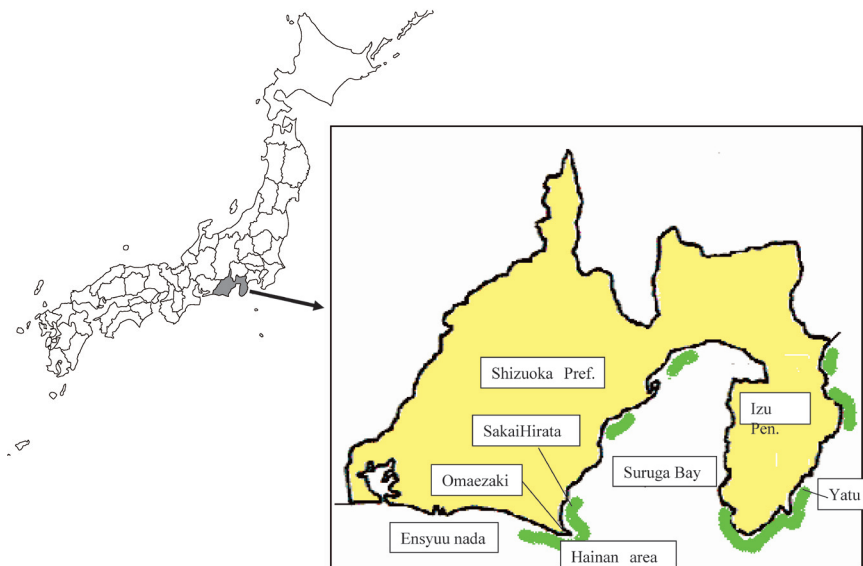 Shizuoka Pref.
Izu
Pen.
SakaiHirata
Suruga Bay
Omaezaki
Yatu
Ensyuu nada
Hainan area